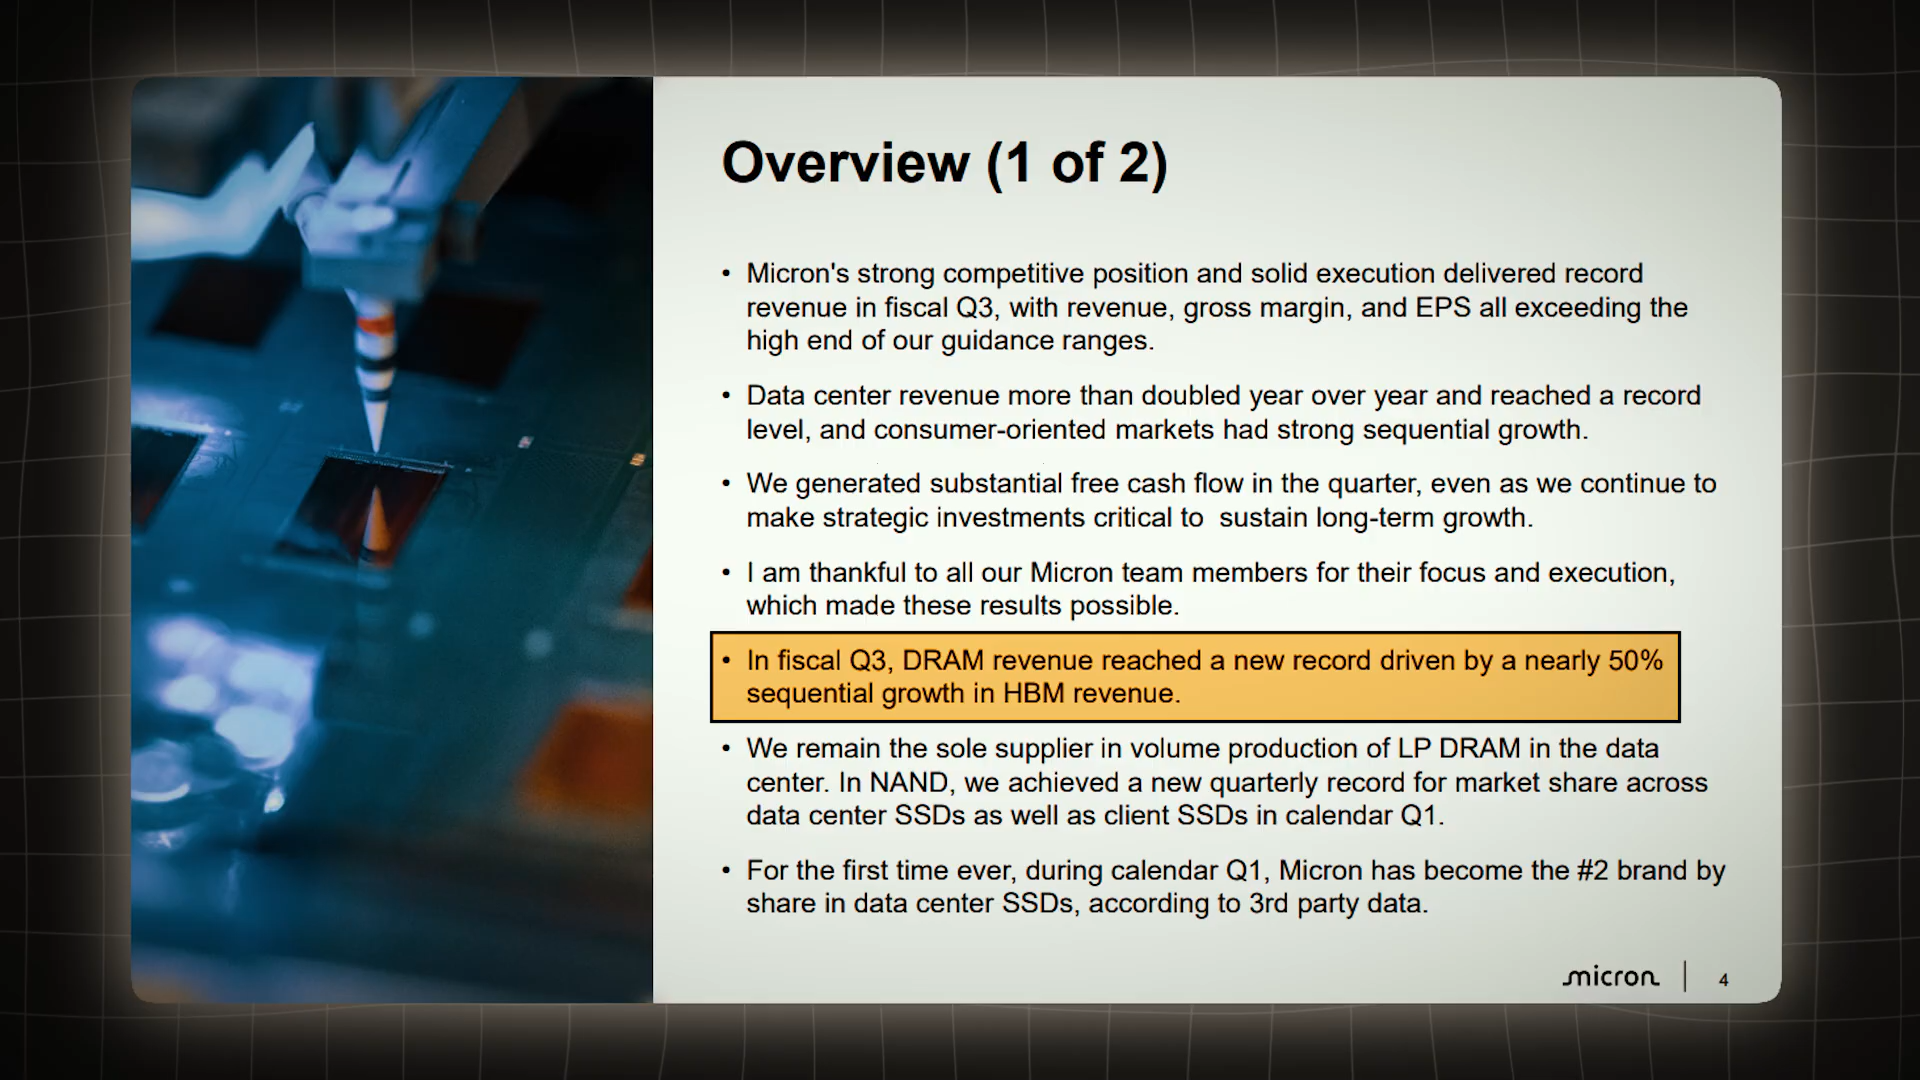 Overview (1 of 2)
• Micron's strong competitive position and solid execution delivered record
revenue in fiscal Q3, with revenue, gross margin, and EPS all exceeding the
high end of our guidance ranges.
• Data center revenue more than doubled year over year and reached a record
level, and consumer-oriented markets had strong sequential growth.
• We generated substantial free cash flow in the quarter, even as we continue to
make strategic investments critical to  sustain long-term growth.
• I am thankful to all our Micron team members for their focus and execution,
which made these results possible.
• In fiscal Q3, DRAM revenue reached a new record driven by a nearly 50%
sequential growth in HBM revenue.
• We remain the sole supplier in volume production of LP DRAM in the data
center. In NAND, we achieved a new quarterly record for market share across
data center SSDs as well as client SSDs in calendar Q1.
• For the first time ever, during calendar Q1, Micron has become the #2 brand by
share in data center SSDs, according to 3rd party data.
micron | 4